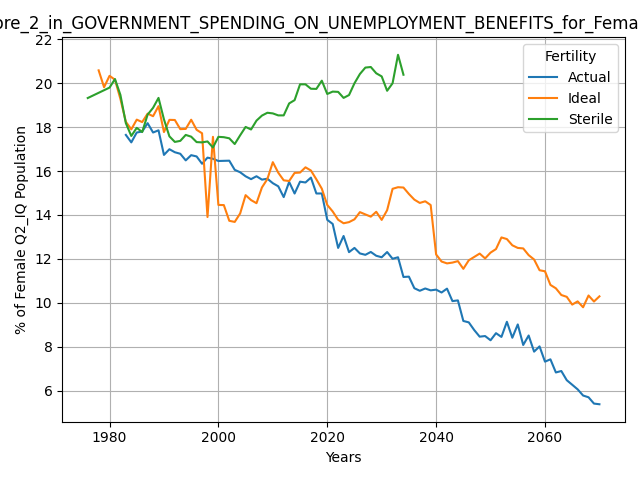 ore_2_in_GOVERNMENT_SPENDING_ON_UNEMPLOYMENT_BENEFITS_for_Fema
22
20
18
16
14
12
10
8
6
% of Female Q2_IQ Population
Fertility
Actual
Ideal
Sterile
1980
2000
2020
2040
2060
Years